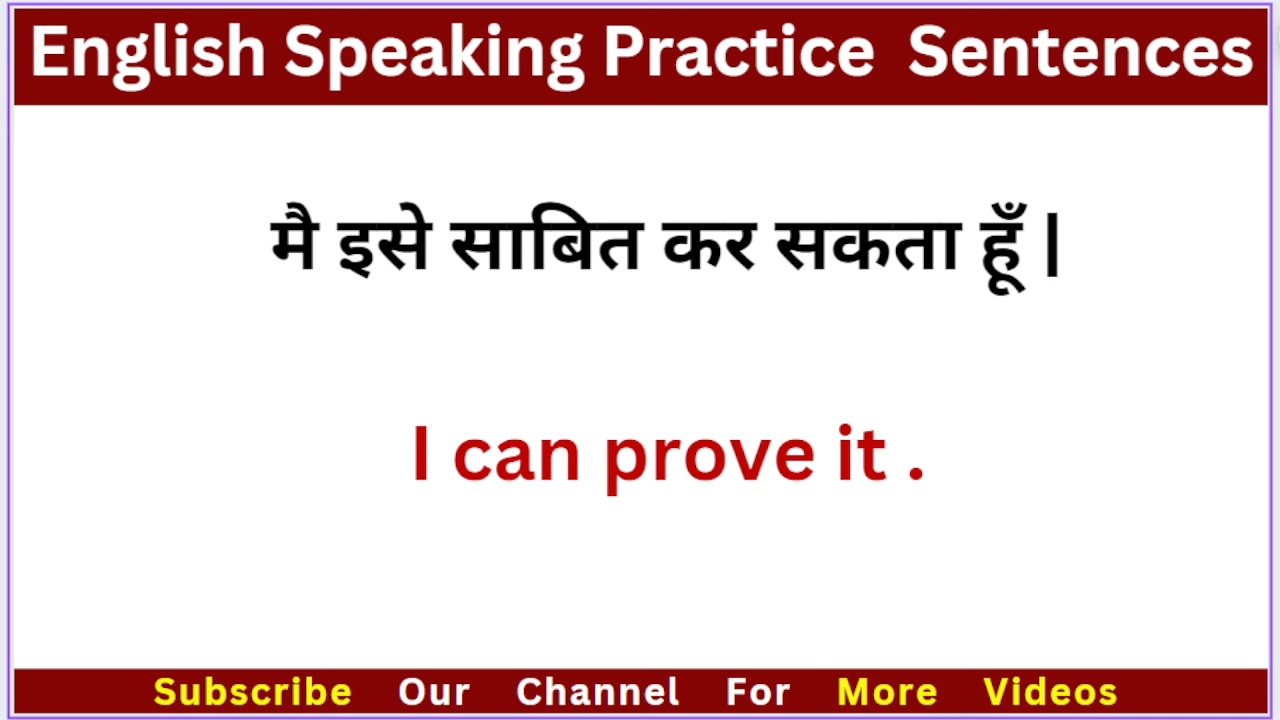 English Speaking Practice Sentences
मै इसे साबित कर सकता हूँ |
I can prove it .
Subscribe Our Channel For More Videos